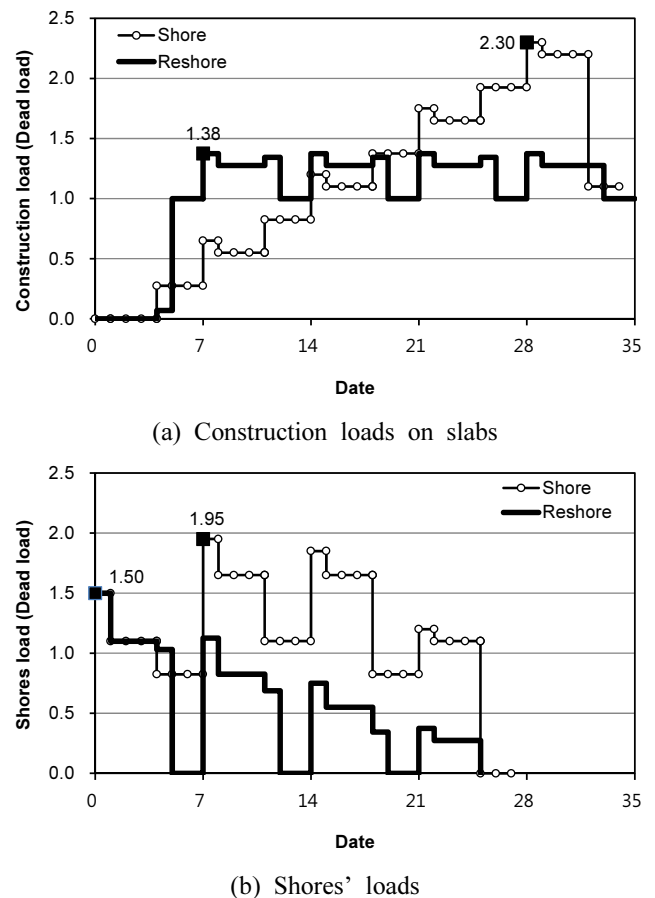 2.5
2.0
1.5
1.0
0.5
0.0
Construction load (Dead load)
Shore
Reshore
2.30
1.38
0
7
14
21
28
35
Date
(a) Construction loads on slabs
2.5
2.0
1.5
1.0
0.5
0.0
Shores load (Dead load)
Shore
Reshore
1.95
1.50
0
7
14
21
28
35
Date
(b) Shores' loads